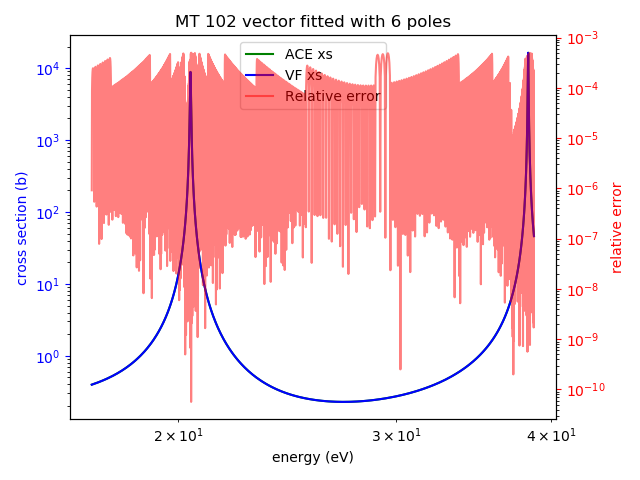 MT 102 vector fitted with 6 poles
ACE xs
VF xs
Relative error
cross section (b)
10^4
10^3
10^2
10^1
10^0
10^-3
10^-4
10^-5
10^-6
10^-7
10^-8
10^-9
10^-10
relative error
2 × 10^1
3 × 10^1
4 × 10^1
energy (eV)